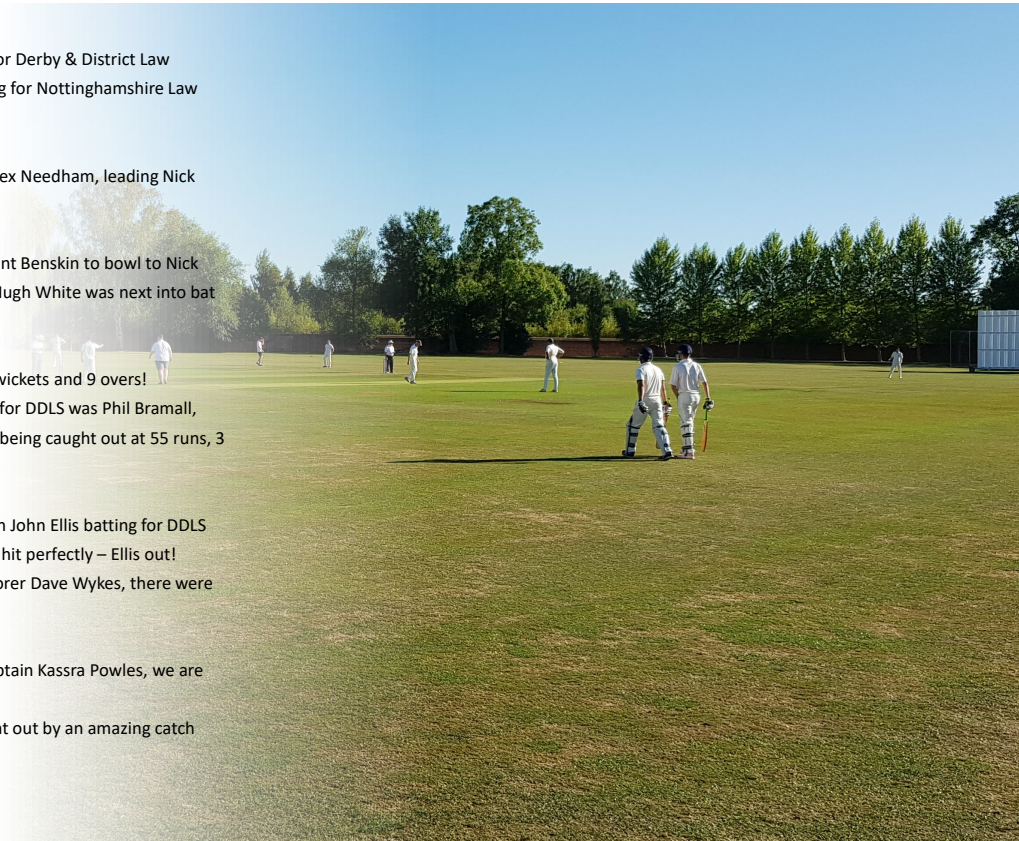 or Derby & District Law
g for Nottinghamshire Law
ex Needham, leading Nick
nt Benskin to bowl to Nick
Hugh White was next into bat
wickets and 9 overs!
for DDLS was Phil Bramall,
being caught out at 55 runs, 3
n John Ellis batting for DDLS
hit perfectly – Ellis out!
orer Dave Wykes, there were
ptain Kassra Powles, we are
ht out by an amazing catch